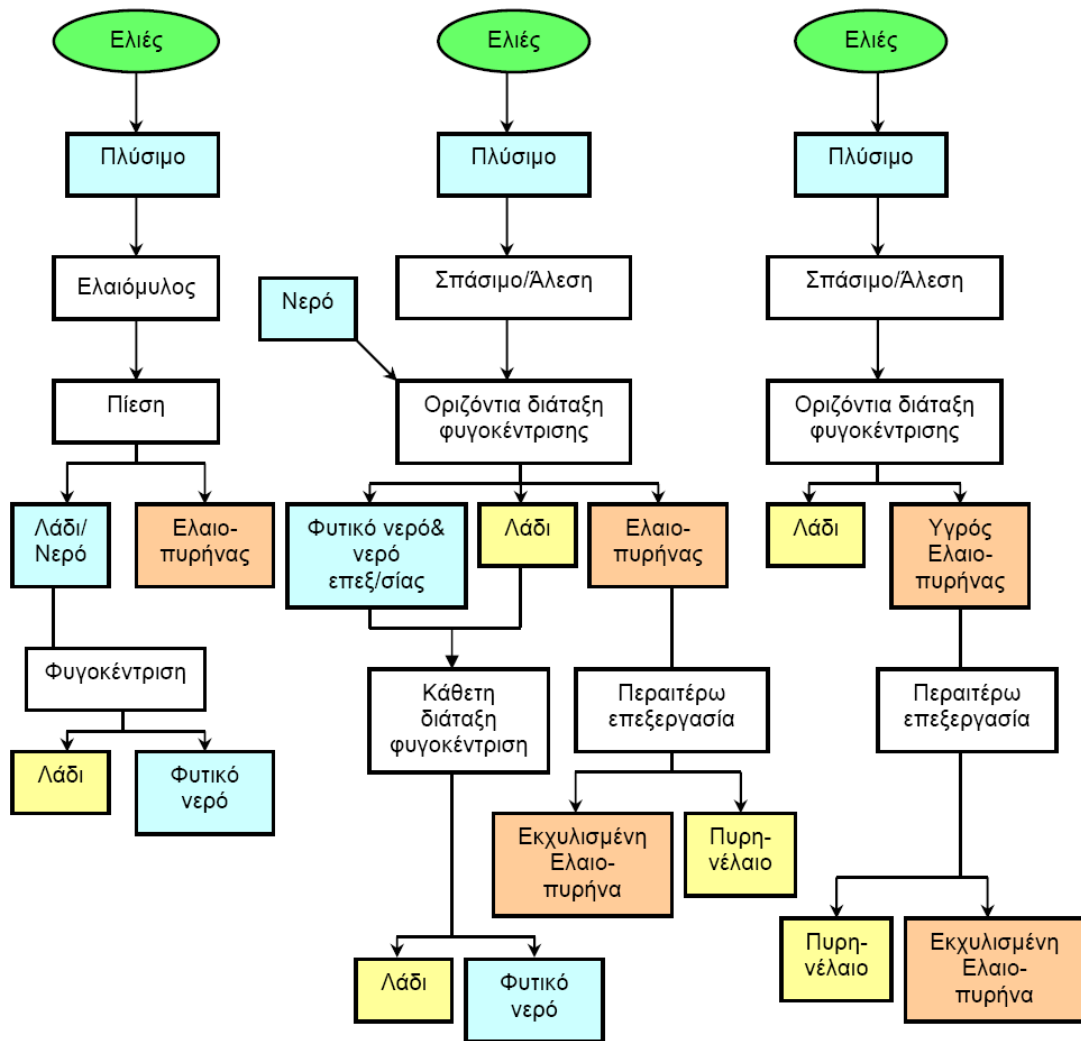 Ελιές
Πλύσιμο
Ελαιόμυλος
Πίεση
Λάδι/
Νερό
Ελαιο-
πυρήνας
Φυγοκέντριση
Λάδι
Φυτικό
νερό
Ελιές
Πλύσιμο
Σπάσιμο/Άλεση
Νερό
Οριζόντια διάταξη
φυγοκέντρισης
Φυτικό νερό&
νερό
επεξ/σίας
Λάδι
Ελαιο-
πυρήνας
Κάθετη
διάταξη
φυγοκέντριση
Περαιτέρω
επεξεργασία
Εκχυλισμένη
Ελαιο-
πυρήνα
Πυρη-
νέλαιο
Λάδι
Φυτικό
νερό
Ελιές
Πλύσιμο
Σπάσιμο/Άλεση
Οριζόντια διάταξη
φυγοκέντρισης
Λάδι
Υγρός
Ελαιο-
πυρήνας
Περαιτέρω
επεξεργασία
Πυρη-
νέλαιο
Εκχυλισμένη
Ελαιο-
πυρήνα